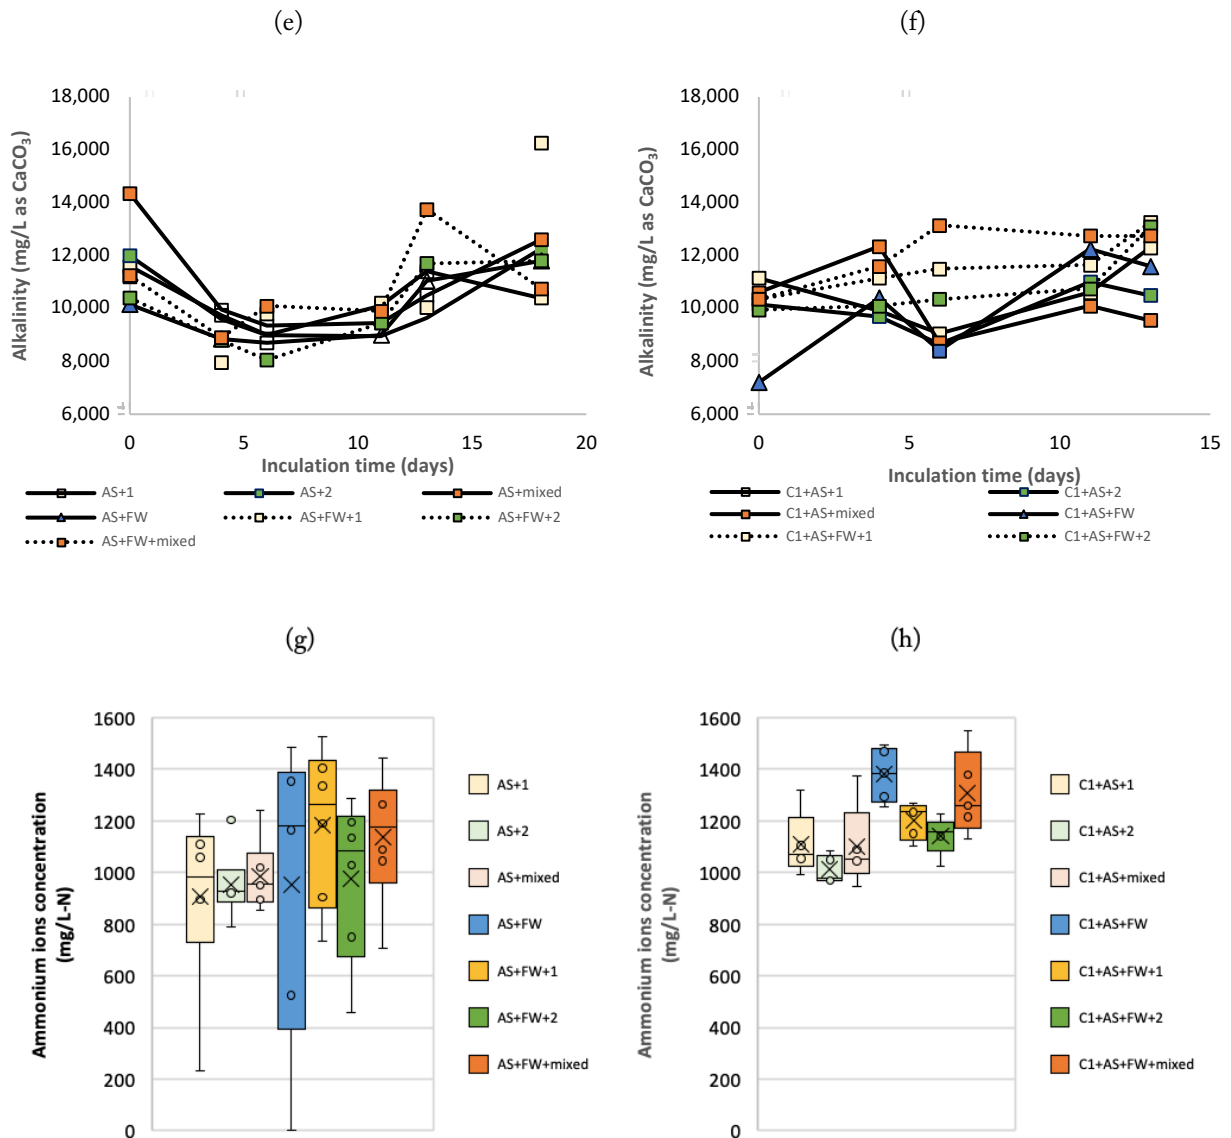 (e)
(f)
18,000
16,000
14,000
12,000
10,000
8,000
6,000
Alkalinity (mg/L as CaCO₃)
0 5 10 15 20
Inculation time (days)
AS+1 AS+2 AS+mixed
AS+FW AS+FW+1 AS+FW+2
AS+FW+mixed
18,000
16,000
14,000
12,000
10,000
8,000
6,000
Alkalinity (mg/L as CaCO₃)
0 5 10 15
Inculation time (days)
C1+AS+1 C1+AS+2
C1+AS+mixed C1+AS+FW
C1+AS+FW+1 C1+AS+FW+2
(g)
(h)
1600
1400
1200
1000
800
600
400
200
0
Ammonium ions concentration
(mg/L-N)
AS+1
AS+2
AS+mixed
AS+FW
AS+FW+1
AS+FW+2
AS+FW+mixed
1600
1400
1200
1000
800
600
400
200
0
Ammonium ions concentration
(mg/L-N)
C1+AS+1
C1+AS+2
C1+AS+mixed
C1+AS+FW
C1+AS+FW+1
C1+AS+FW+2
C1+AS+FW+mixed